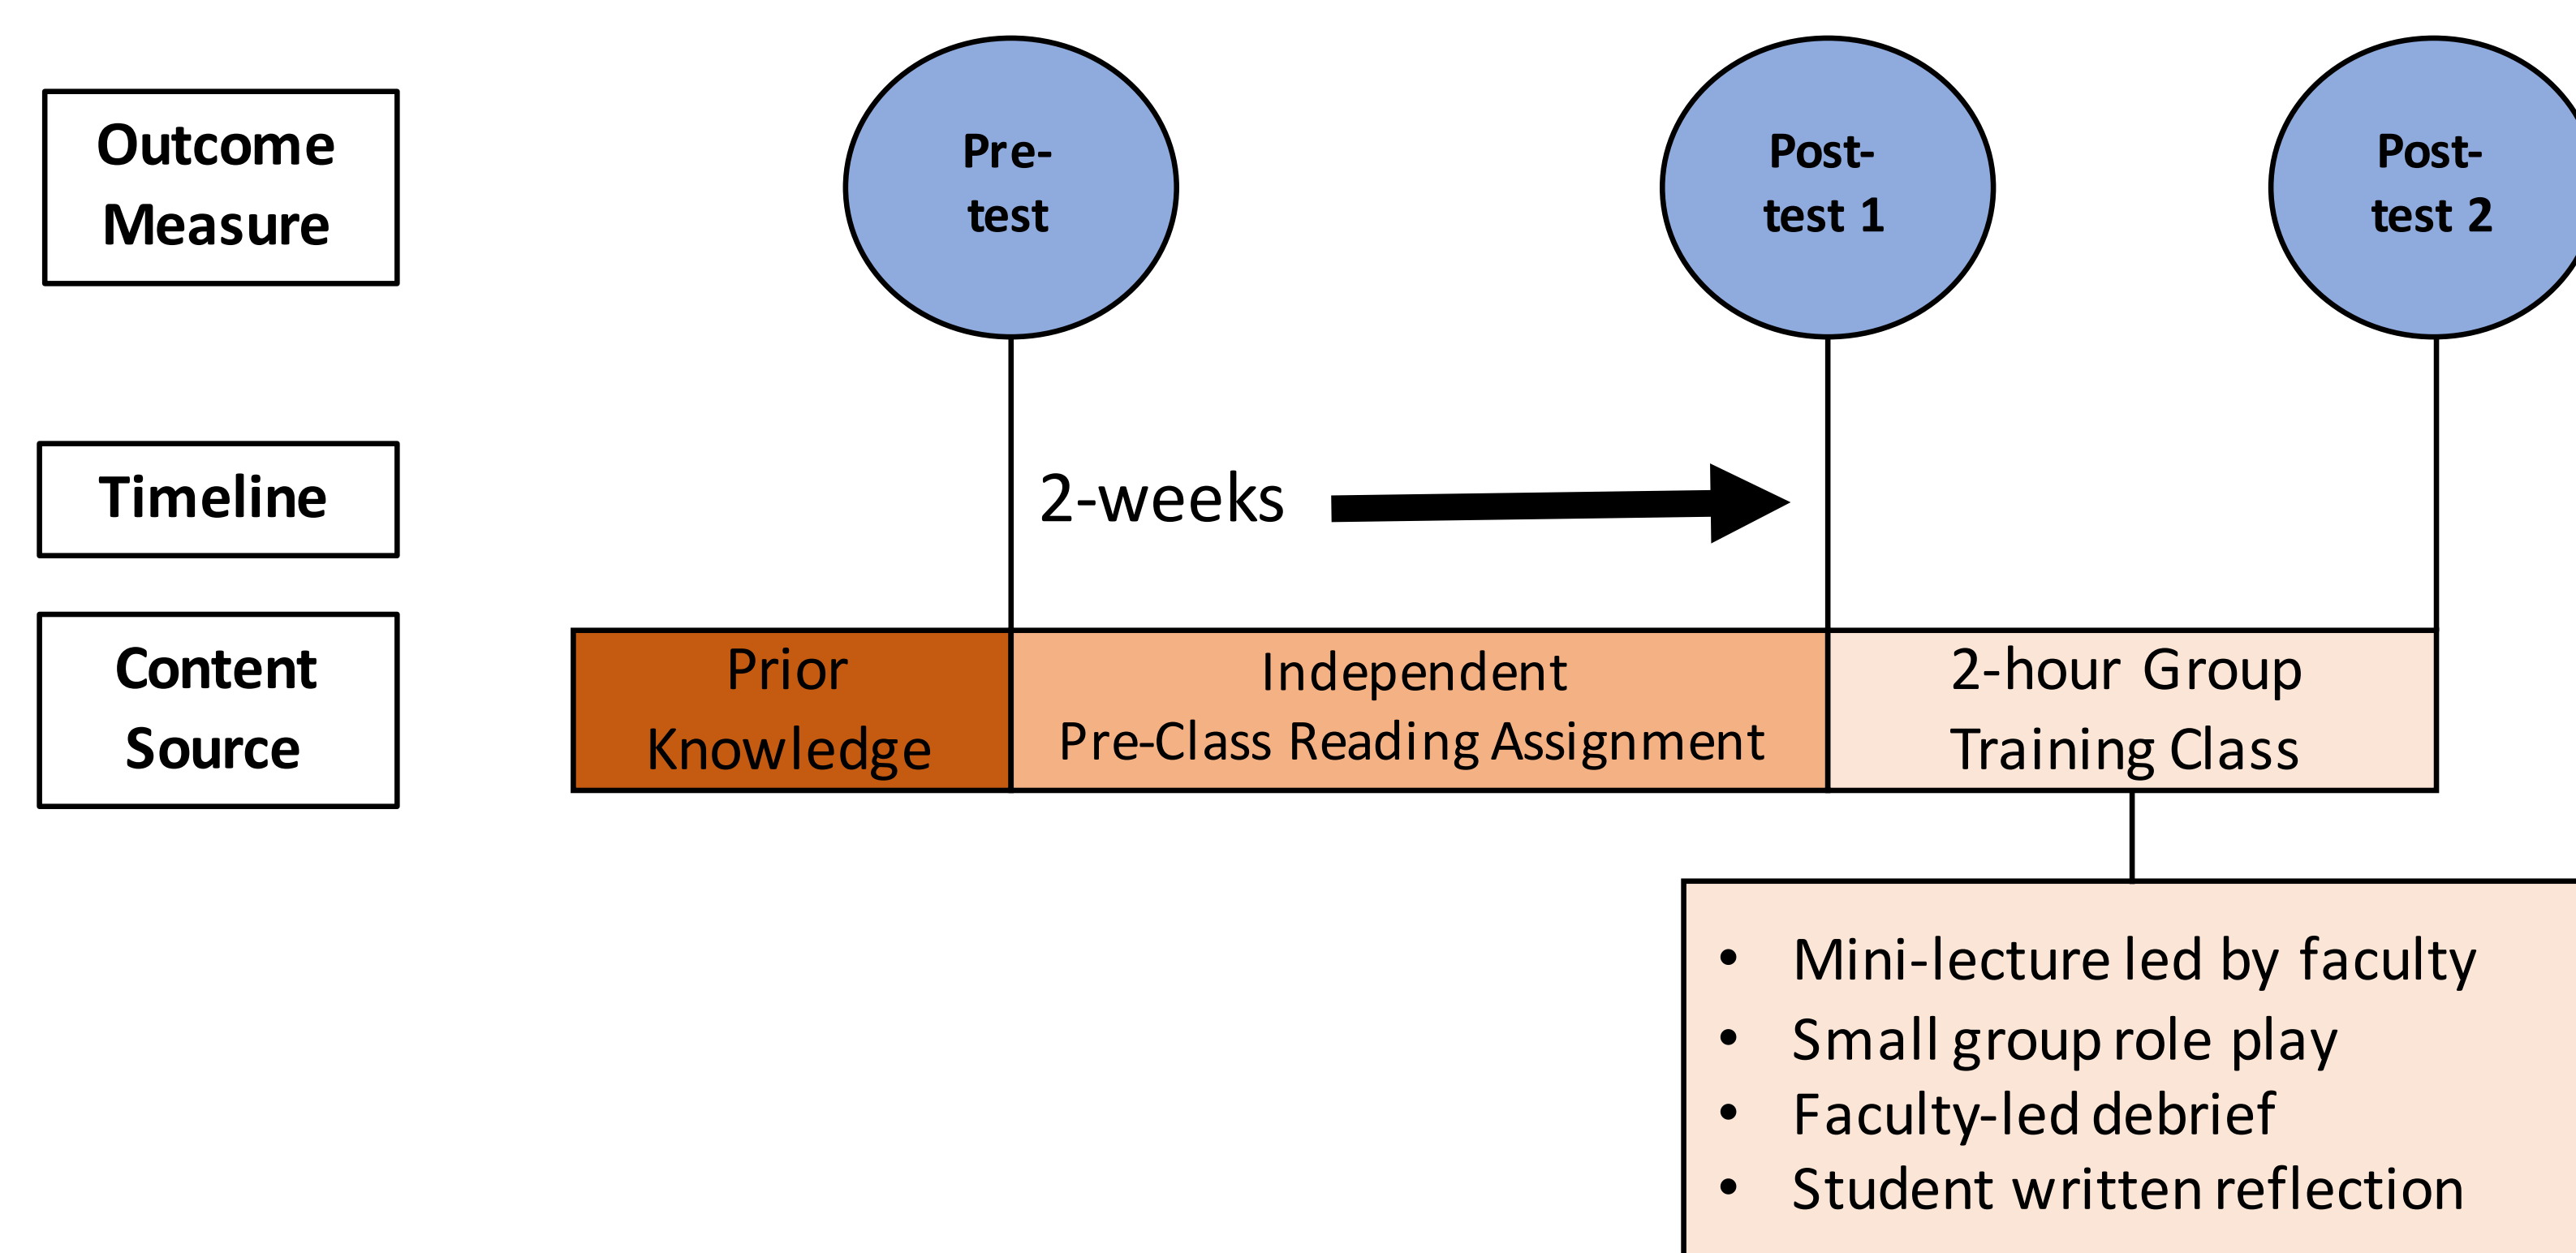 Outcome
Measure
Pre-
test
Post-
test 1
Post-
test 2
Timeline
2-weeks
Content
Source
Prior
Knowledge
Independent
Pre-Class Reading Assignment
2-hour Group
Training Class
• Mini-lecture led by faculty
• Small group role play
• Faculty-led debrief
• Student written reflection